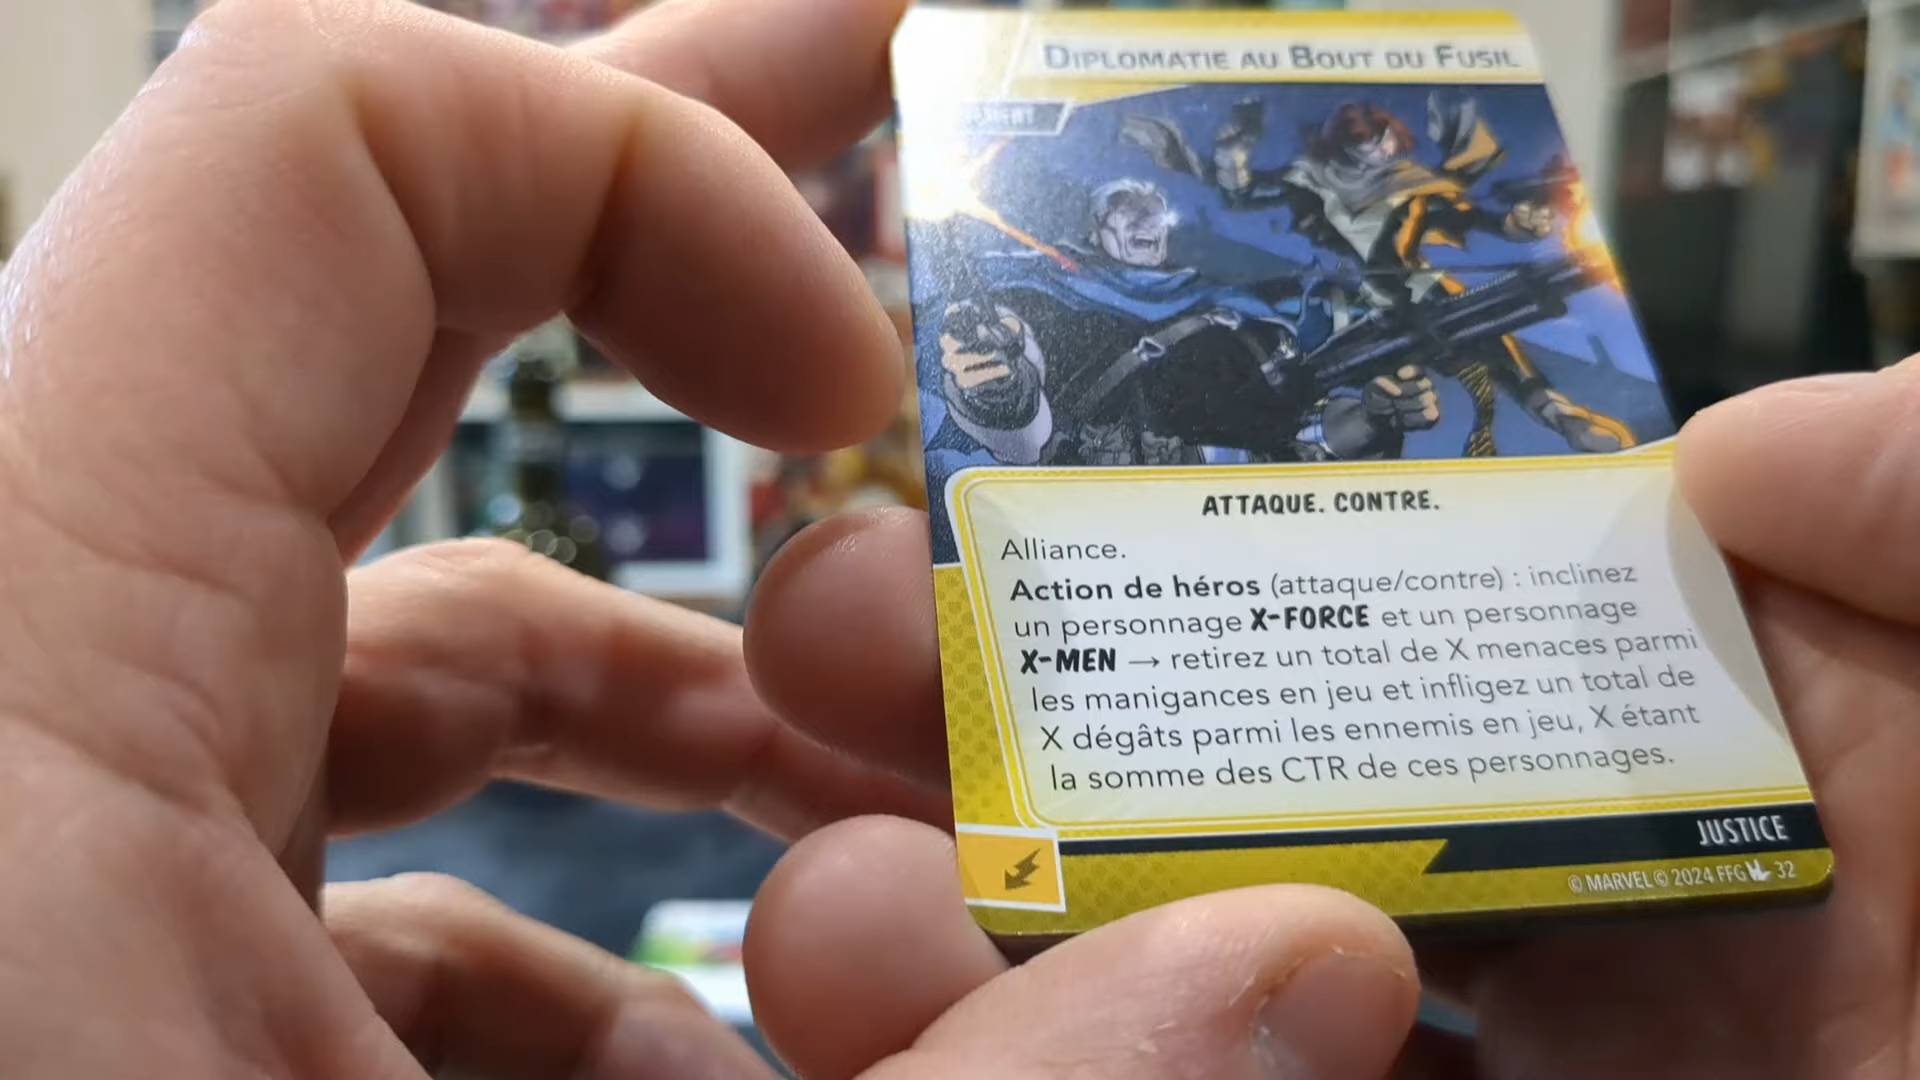 DIPLOMATIE AU BOUT DU FUSIL
ATTAQUE. CONTRE.
Alliance.
Action de héros (attaque/contre) : inclinez
un personnage X-FORCE et un personnage
X-MEN → retirez un total de X menaces parmi
les manigances en jeu et infligez un total de
X dégâts parmi les ennemis en jeu, X étant
la somme des CTR de ces personnages.
JUSTICE
© MARVEL © 2024 FFG 32